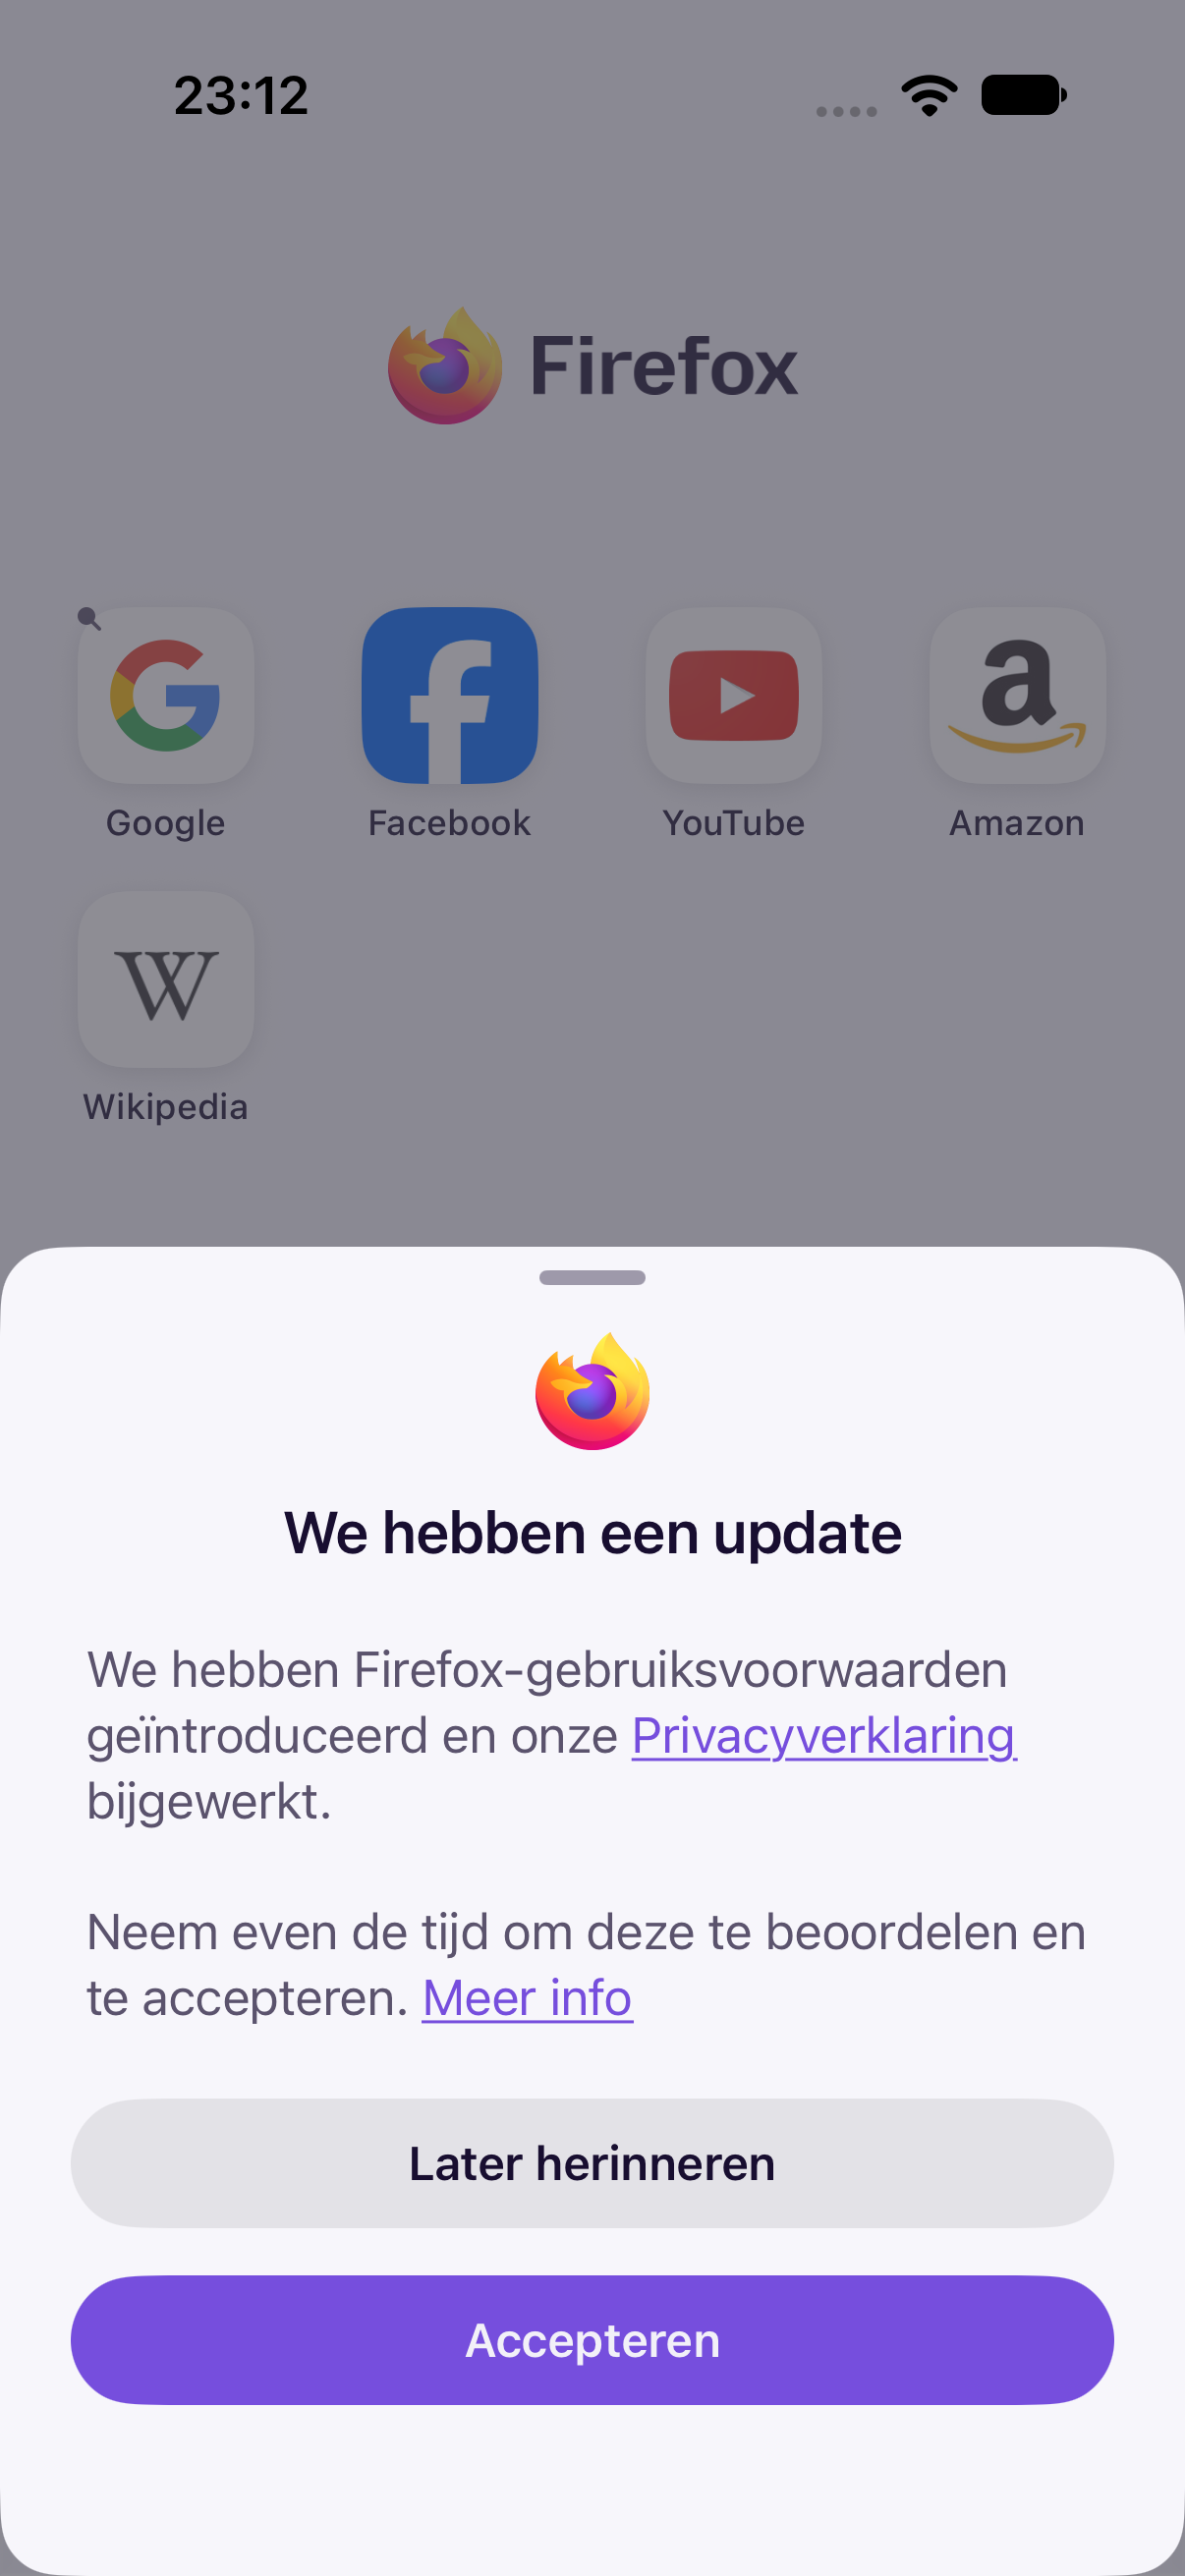 23:12
Firefox
Google Facebook YouTube Amazon
Wikipedia
We hebben een update
We hebben Firefox-gebruiksvoorwaarden
geïntroduceerd en onze Privacyverklaring
bijgewerkt.
Neem even de tijd om deze te beoordelen en
te accepteren. Meer info
Later herinneren
Accepteren